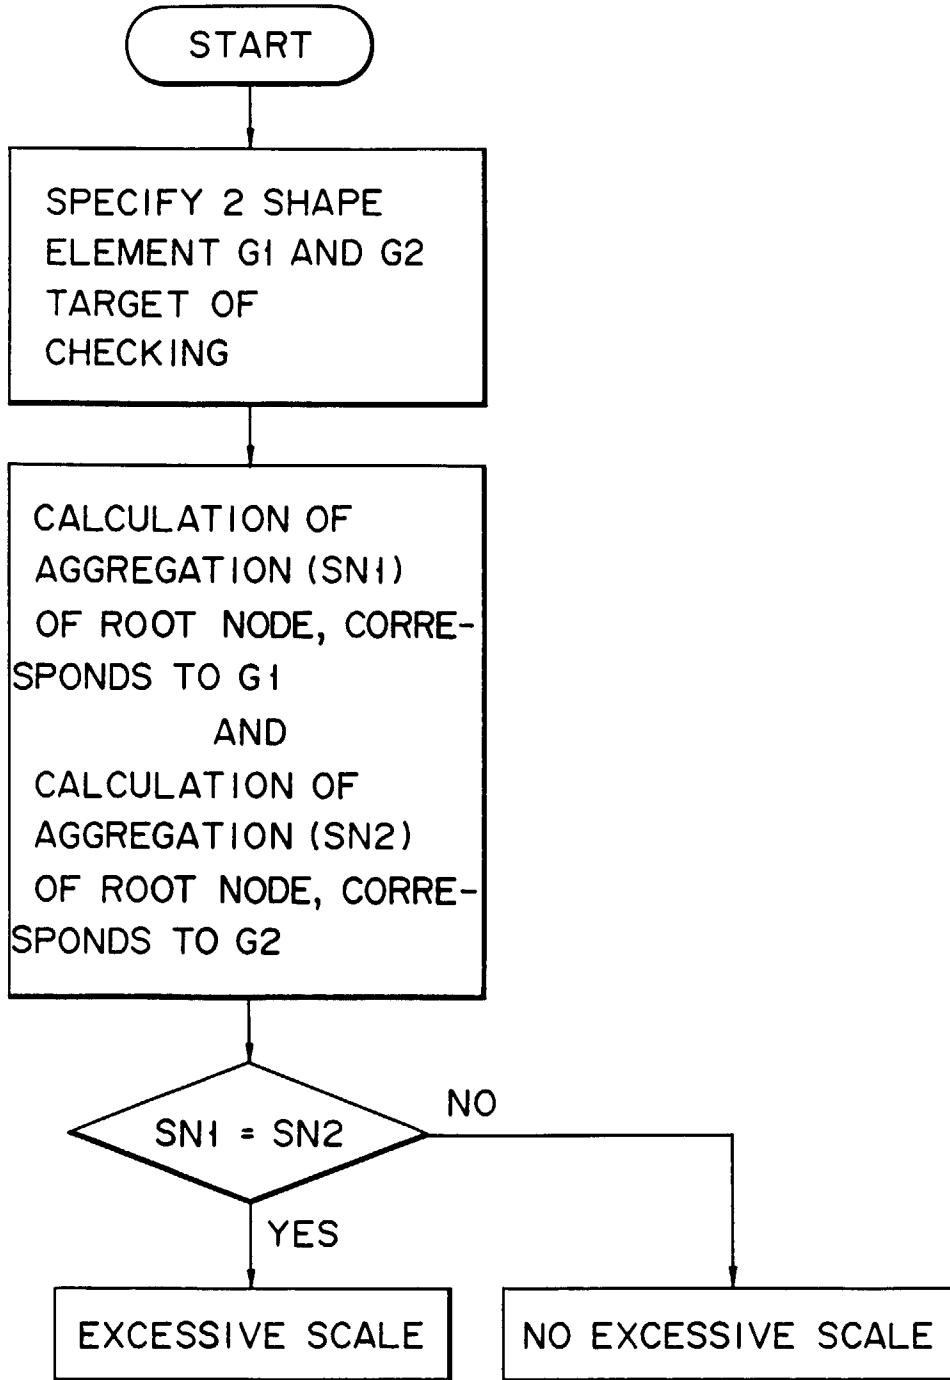 START
SPECIFY 2 SHAPE
ELEMENT G1 AND G2
TARGET OF
CHECKING
CALCULATION OF
AGGREGATION (SN1)
OF ROOT NODE, CORRE-
SPONDS TO G1
AND
CALCULATION OF
AGGREGATION (SN2)
OF ROOT NODE, CORRE-
SPONDS TO G2
SN1 = SN2
NO
YES
EXCESSIVE SCALE
NO EXCESSIVE SCALE